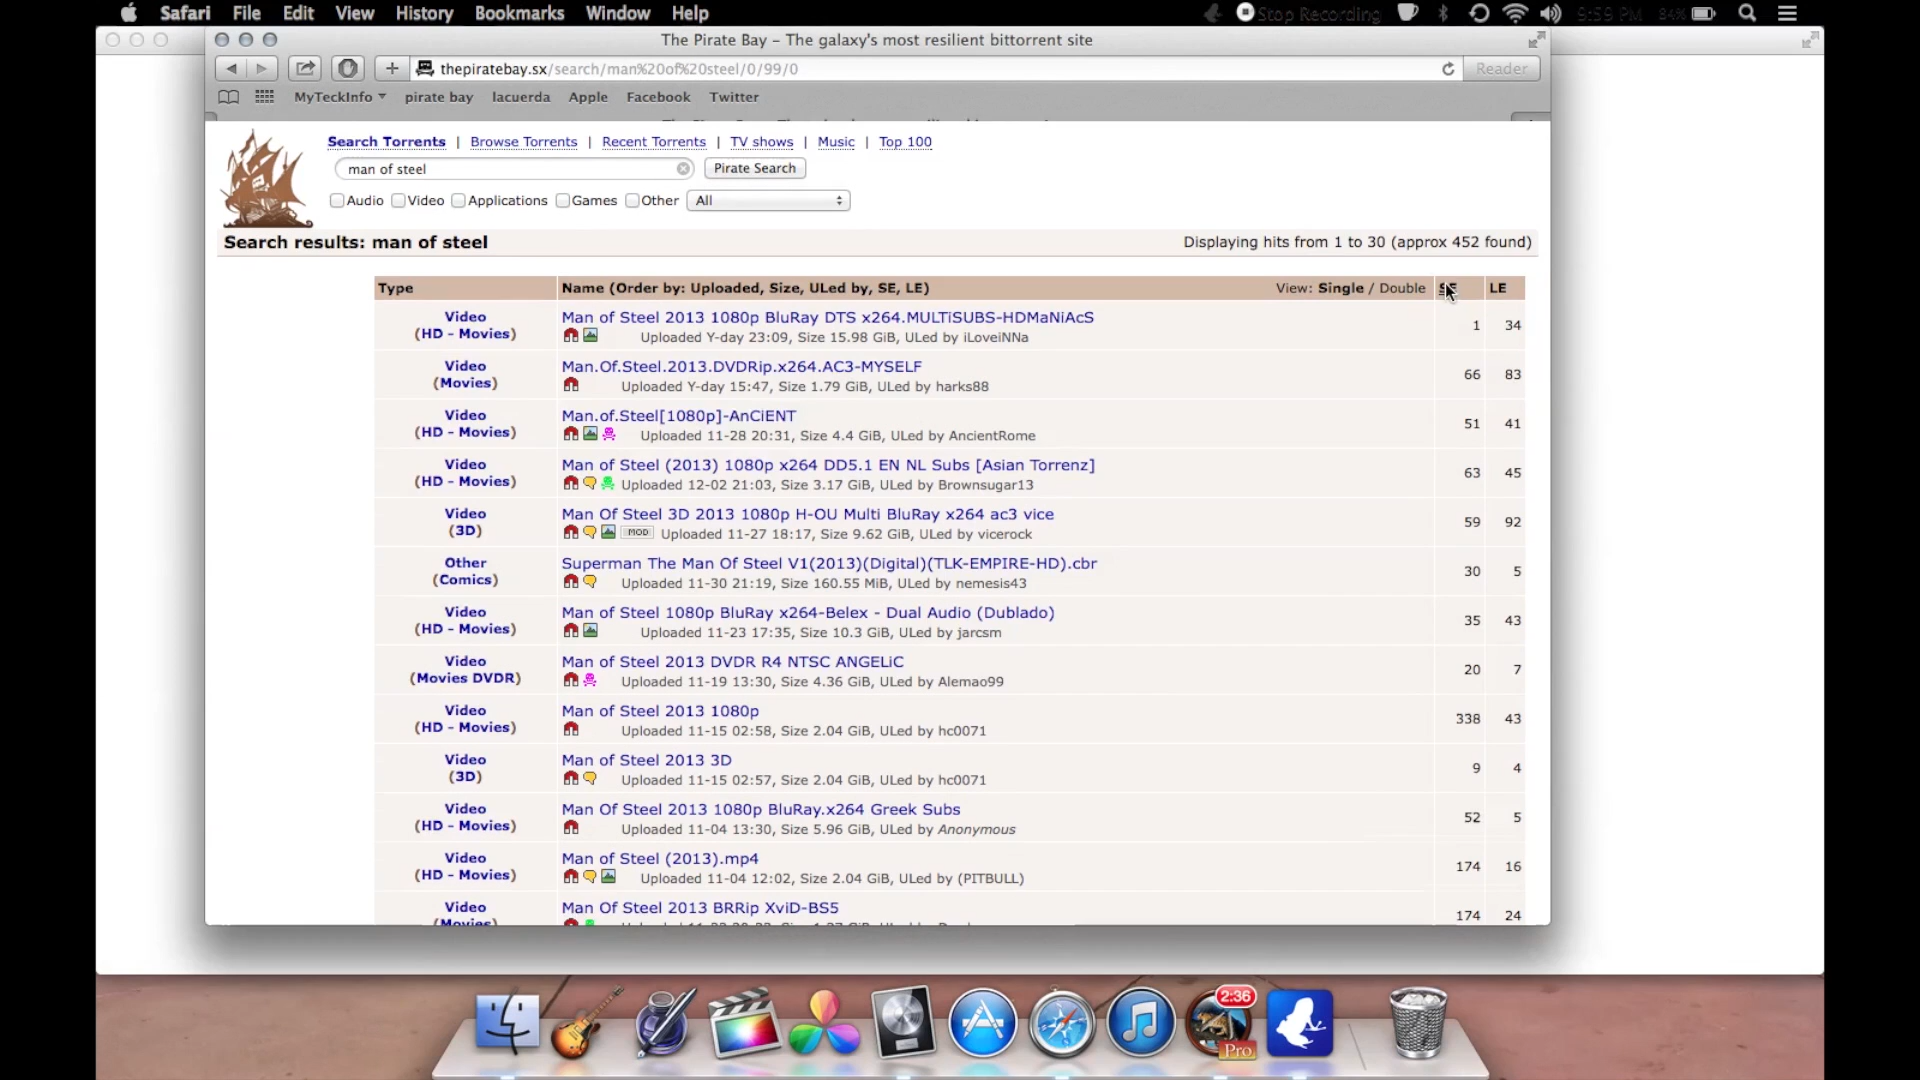 Safari File Edit View History Bookmarks Window Help Stop Recording 9:59 PM 84%
The Pirate Bay – The galaxy's most resilient bittorrent site
thepiratebay.sx/search/man%20of%20steel/0/99/0 Reader
MyTeckInfo pirate bay lacuerda Apple Facebook Twitter
Search Torrents | Browse Torrents | Recent Torrents | TV shows | Music | Top 100
man of steel Pirate Search
Audio Video Applications Games Other All
Search results: man of steel Displaying hits from 1 to 30 (approx 452 found)
Type Name (Order by: Uploaded, Size, ULed by, SE, LE) View: Single / Double SE LE
Video Man of Steel 2013 1080p BluRay DTS x264.MULTiSUBS-HDMaNiAcS
(HD - Movies) Uploaded Y-day 23:09, Size 15.98 GiB, ULed by iLoveiNNa 1 34
Video Man.Of.Steel.2013.DVDRip.x264.AC3-MYSELF
(Movies) Uploaded Y-day 15:47, Size 1.79 GiB, ULed by harks88 66 83
Video Man.of.Steel[1080p]-AnCiENT
(HD - Movies) Uploaded 11-28 20:31, Size 4.4 GiB, ULed by AncientRome 51 41
Video Man of Steel (2013) 1080p x264 DD5.1 EN NL Subs [Asian Torrenz]
(HD - Movies) Uploaded 12-02 21:03, Size 3.17 GiB, ULed by Brownsugar13 63 45
Video Man Of Steel 3D 2013 1080p H-OU Multi BluRay x264 ac3 vice
(3D) MOD Uploaded 11-27 18:17, Size 9.62 GiB, ULed by vicerock 59 92
Other Superman The Man Of Steel V1(2013)(Digital)(TLK-EMPIRE-HD).cbr
(Comics) Uploaded 11-30 21:19, Size 160.55 MiB, ULed by nemesis43 30 5
Video Man of Steel 1080p BluRay x264-Belex - Dual Audio (Dublado)
(HD - Movies) Uploaded 11-23 17:35, Size 10.3 GiB, ULed by jarcsm 35 43
Video Man of Steel 2013 DVDR R4 NTSC ANGELiC
(Movies DVDR) Uploaded 11-19 13:30, Size 4.36 GiB, ULed by Alemao99 20 7
Video Man of Steel 2013 1080p
(HD - Movies) Uploaded 11-15 02:58, Size 2.04 GiB, ULed by hc0071 338 43
Video Man of Steel 2013 3D
(3D) Uploaded 11-15 02:57, Size 2.04 GiB, ULed by hc0071 9 4
Video Man Of Steel 2013 1080p BluRay.x264 Greek Subs
(HD - Movies) Uploaded 11-04 13:30, Size 5.96 GiB, ULed by Anonymous 52 5
Video Man of Steel (2013).mp4
(HD - Movies) Uploaded 11-04 12:02, Size 2.04 GiB, ULed by (PITBULL) 174 16
Video Man Of Steel 2013 BRRip XviD-BS5
(Movies) 174 24
2:36
Pro